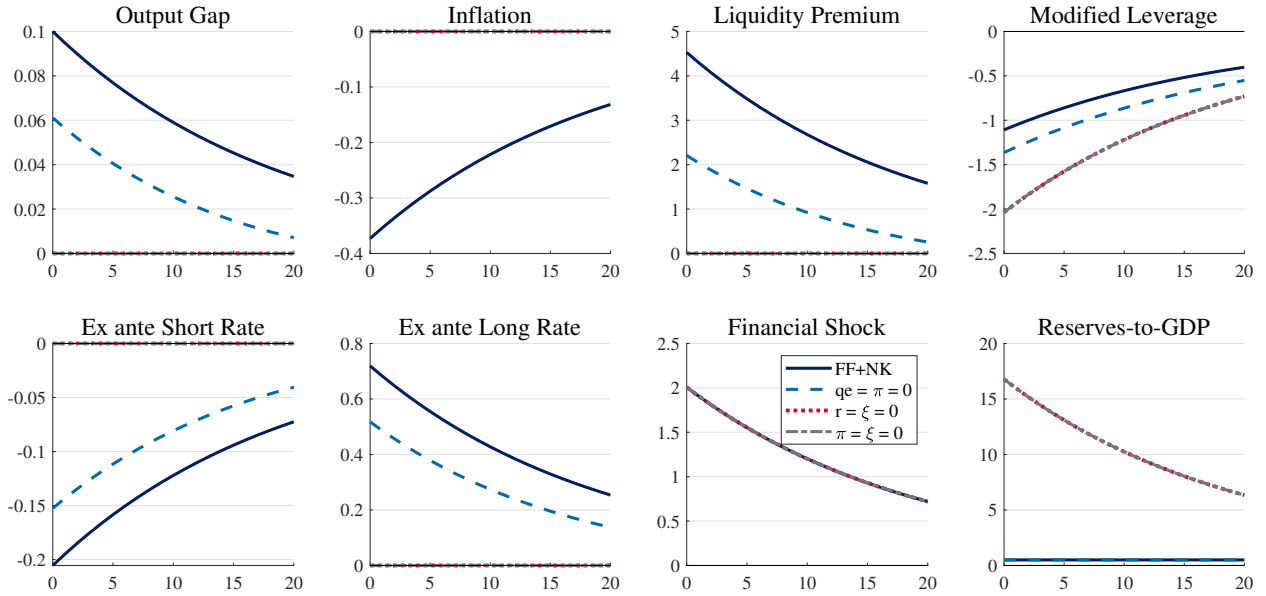 Output Gap
0.1
0.08
0.06
0.04
0.02
0
0 5 10 15 20
Inflation
0
-0.1
-0.2
-0.3
-0.4
0 5 10 15 20
Liquidity Premium
5
4
3
2
1
0
0 5 10 15 20
Modified Leverage
0
-0.5
-1
-1.5
-2
-2.5
0 5 10 15 20
Ex ante Short Rate
0
-0.05
-0.1
-0.15
-0.2
0 5 10 15 20
Ex ante Long Rate
0.8
0.6
0.4
0.2
0
0 5 10 15 20
Financial Shock
2.5
2
1.5
1
0.5
0
FF+NK
qe = π = 0
r = ξ = 0
π = ξ = 0
0 5 10 15 20
Reserves-to-GDP
20
15
10
5
0
0 5 10 15 20